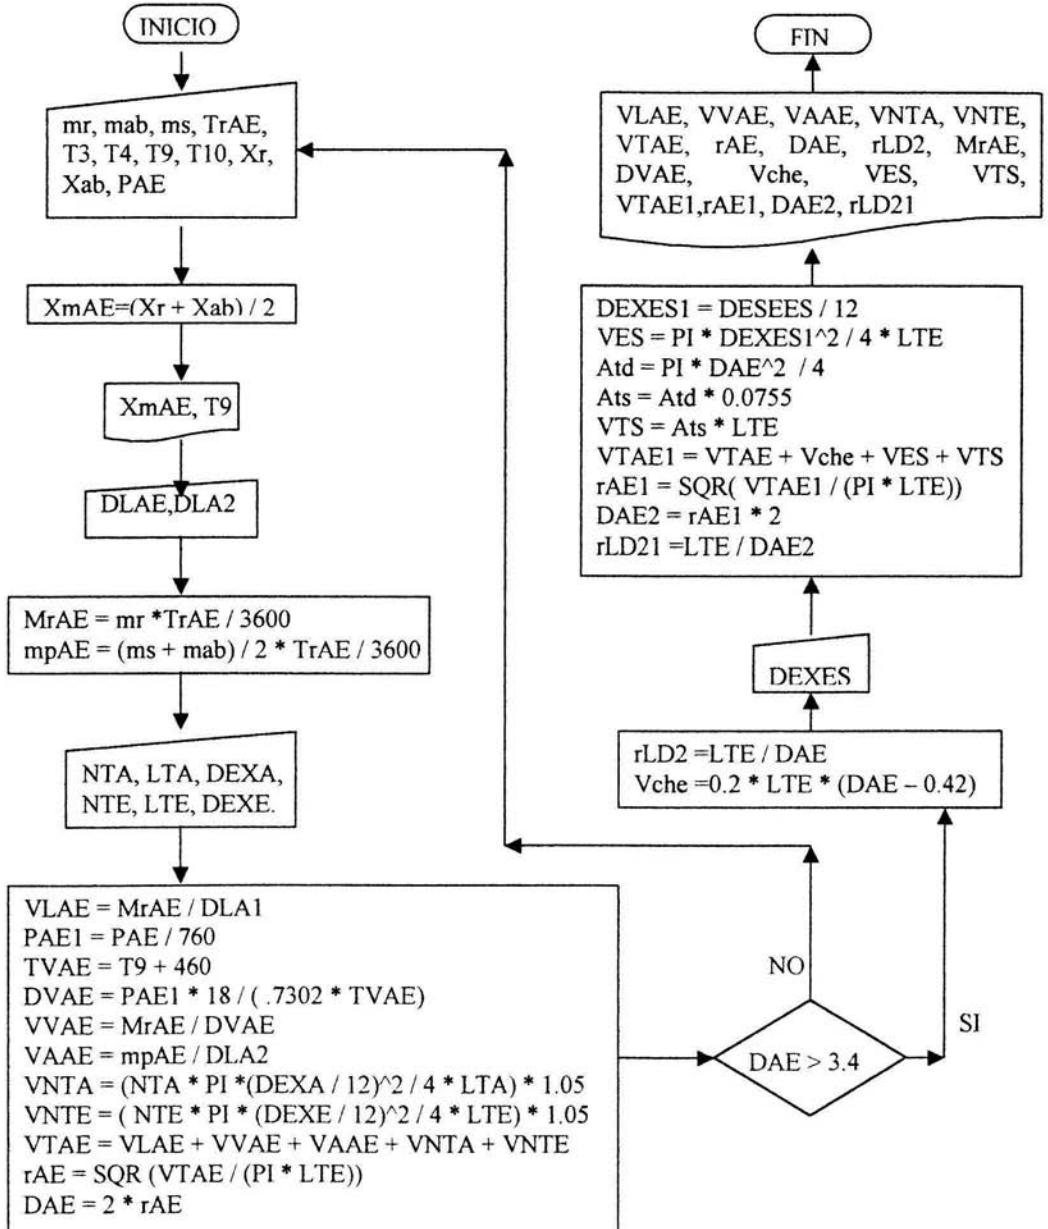 INICIO
mr, mab, ms, TrAE,
T3, T4, T9, T10, Xr,
Xab, PAE
XmAE=(Xr + Xab) / 2
XmAE, T9
DLAE,DLA2
MrAE = mr *TrAE / 3600
mpAE = (ms + mab) / 2 * TrAE / 3600
NTA, LTA, DEXA,
NTE, LTE, DEXE.
VLAE = MrAE / DLA1
PAE1 = PAE / 760
TVAE = T9 + 460
DVAE = PAE1 * 18 / ( .7302 * TVAE)
VVAE = MrAE / DVAE
VAAE = mpAE / DLA2
VNTA = (NTA * PI *(DEXA / 12)^2 / 4 * LTA) * 1.05
VNTE = ( NTE * PI * (DEXE / 12)^2 / 4 * LTE) * 1.05
VTAE = VLAE + VVAE + VAAE + VNTA + VNTE
rAE = SQR (VTAE / (PI * LTE))
DAE = 2 * rAE
DAE > 3.4
NO
SI
rLD2 =LTE / DAE
Vche =0.2 * LTE * (DAE – 0.42)
DEXES
DEXES1 = DESEES / 12
VES = PI * DEXES1^2 / 4 * LTE
Atd = PI * DAE^2 / 4
Ats = Atd * 0.0755
VTS = Ats * LTE
VTAE1 = VTAE + Vche + VES + VTS
rAE1 = SQR( VTAE1 / (PI * LTE))
DAE2 = rAE1 * 2
rLD21 =LTE / DAE2
VLAE, VVAE, VAAE, VNTA, VNTE,
VTAE, rAE, DAE, rLD2, MrAE,
DVAE, Vche, VES, VTS,
VTAE1,rAE1, DAE2, rLD21
FIN